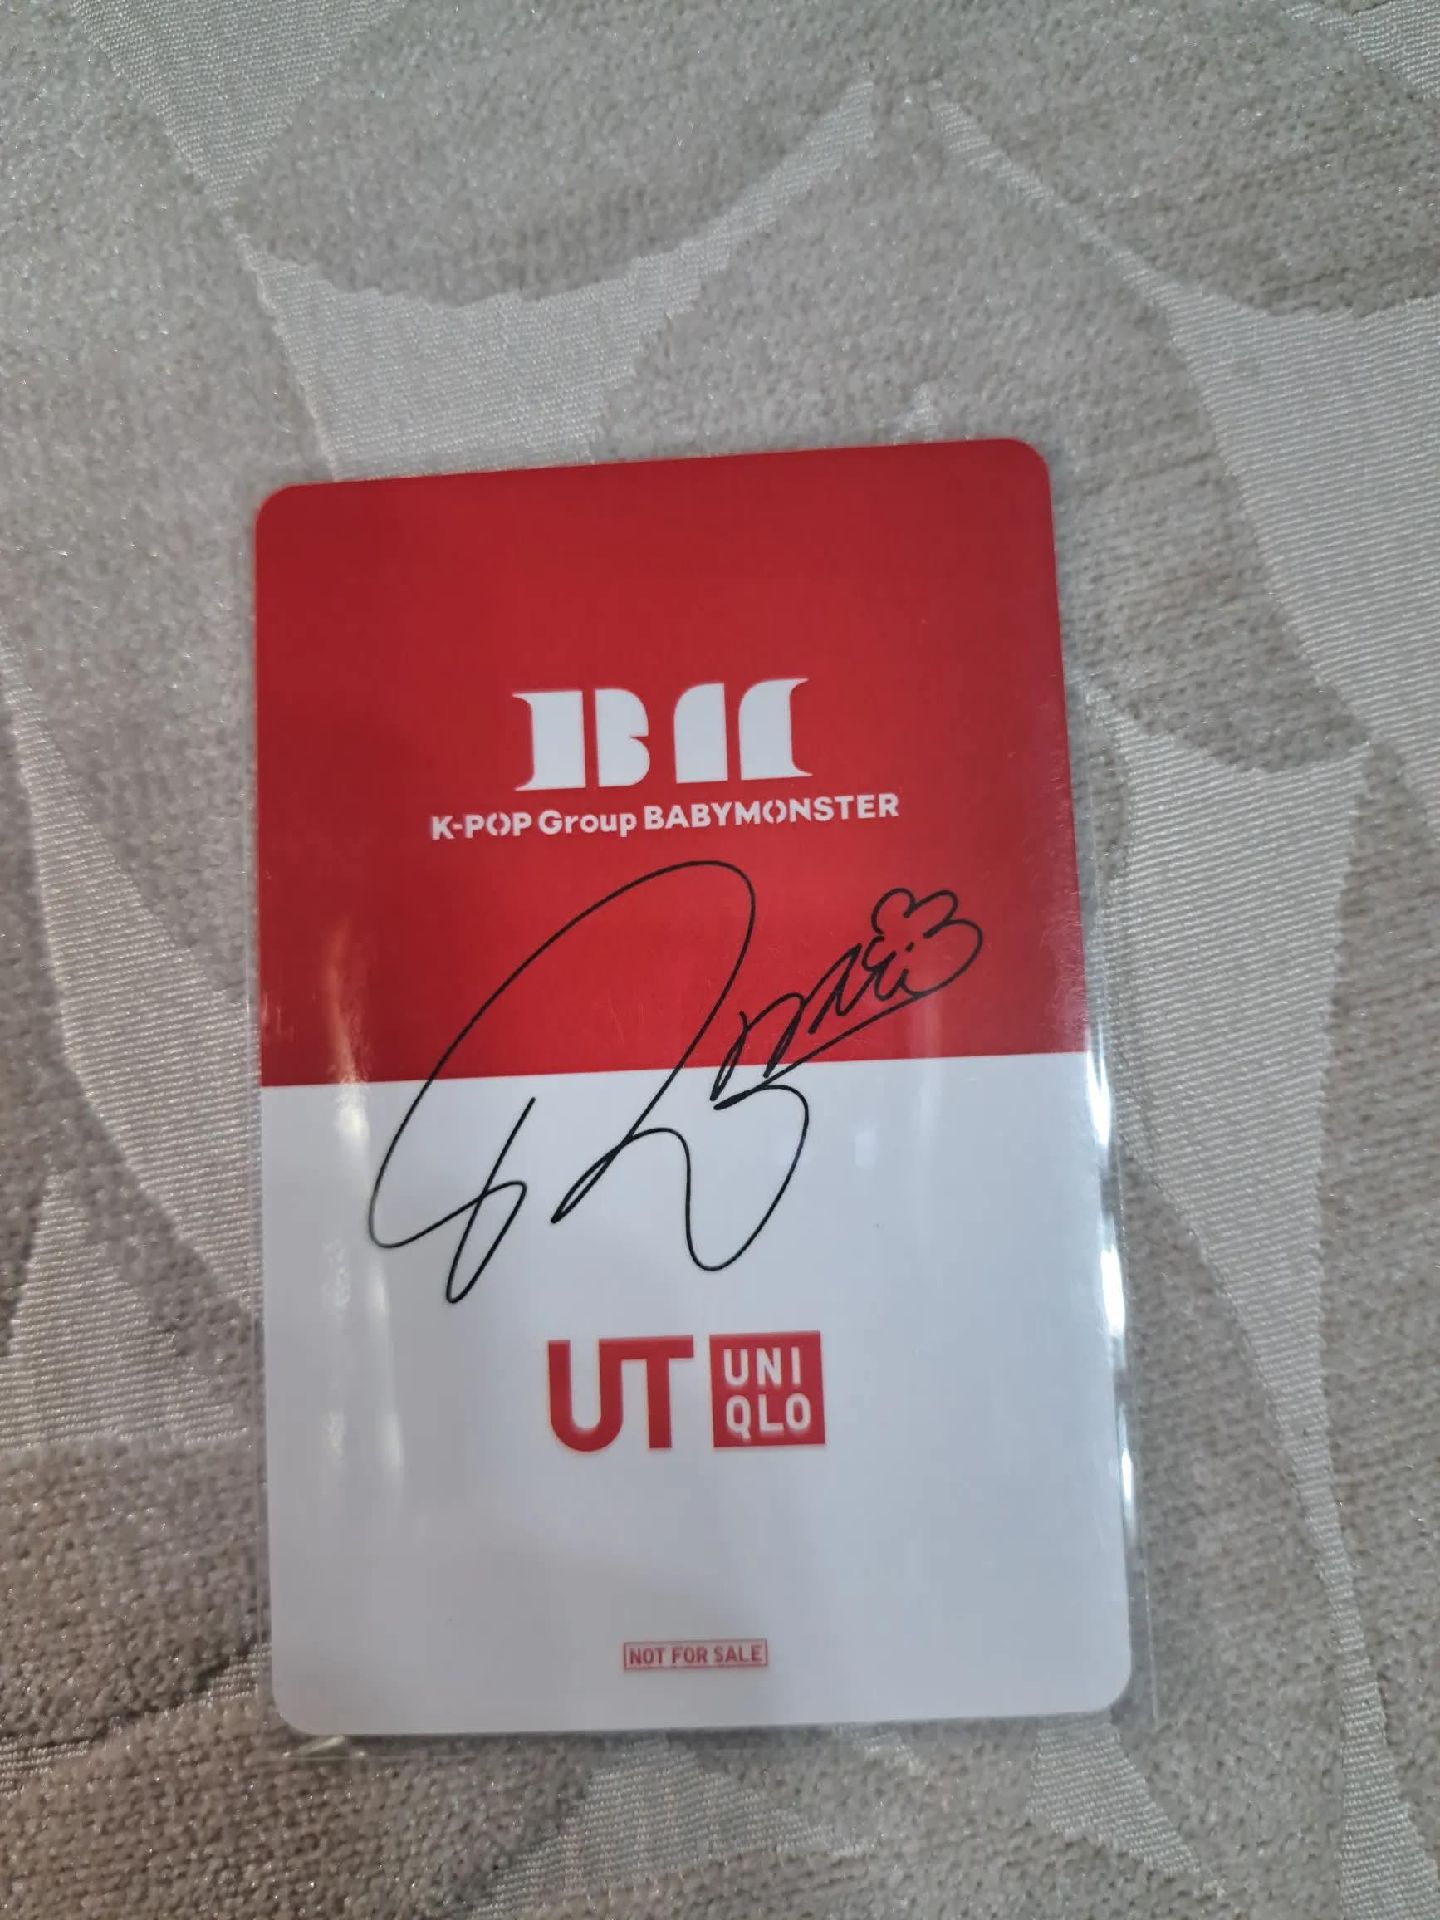 BM
K-POP Group BABYMONSTER
UT UNI
QLO
NOT FOR SALE